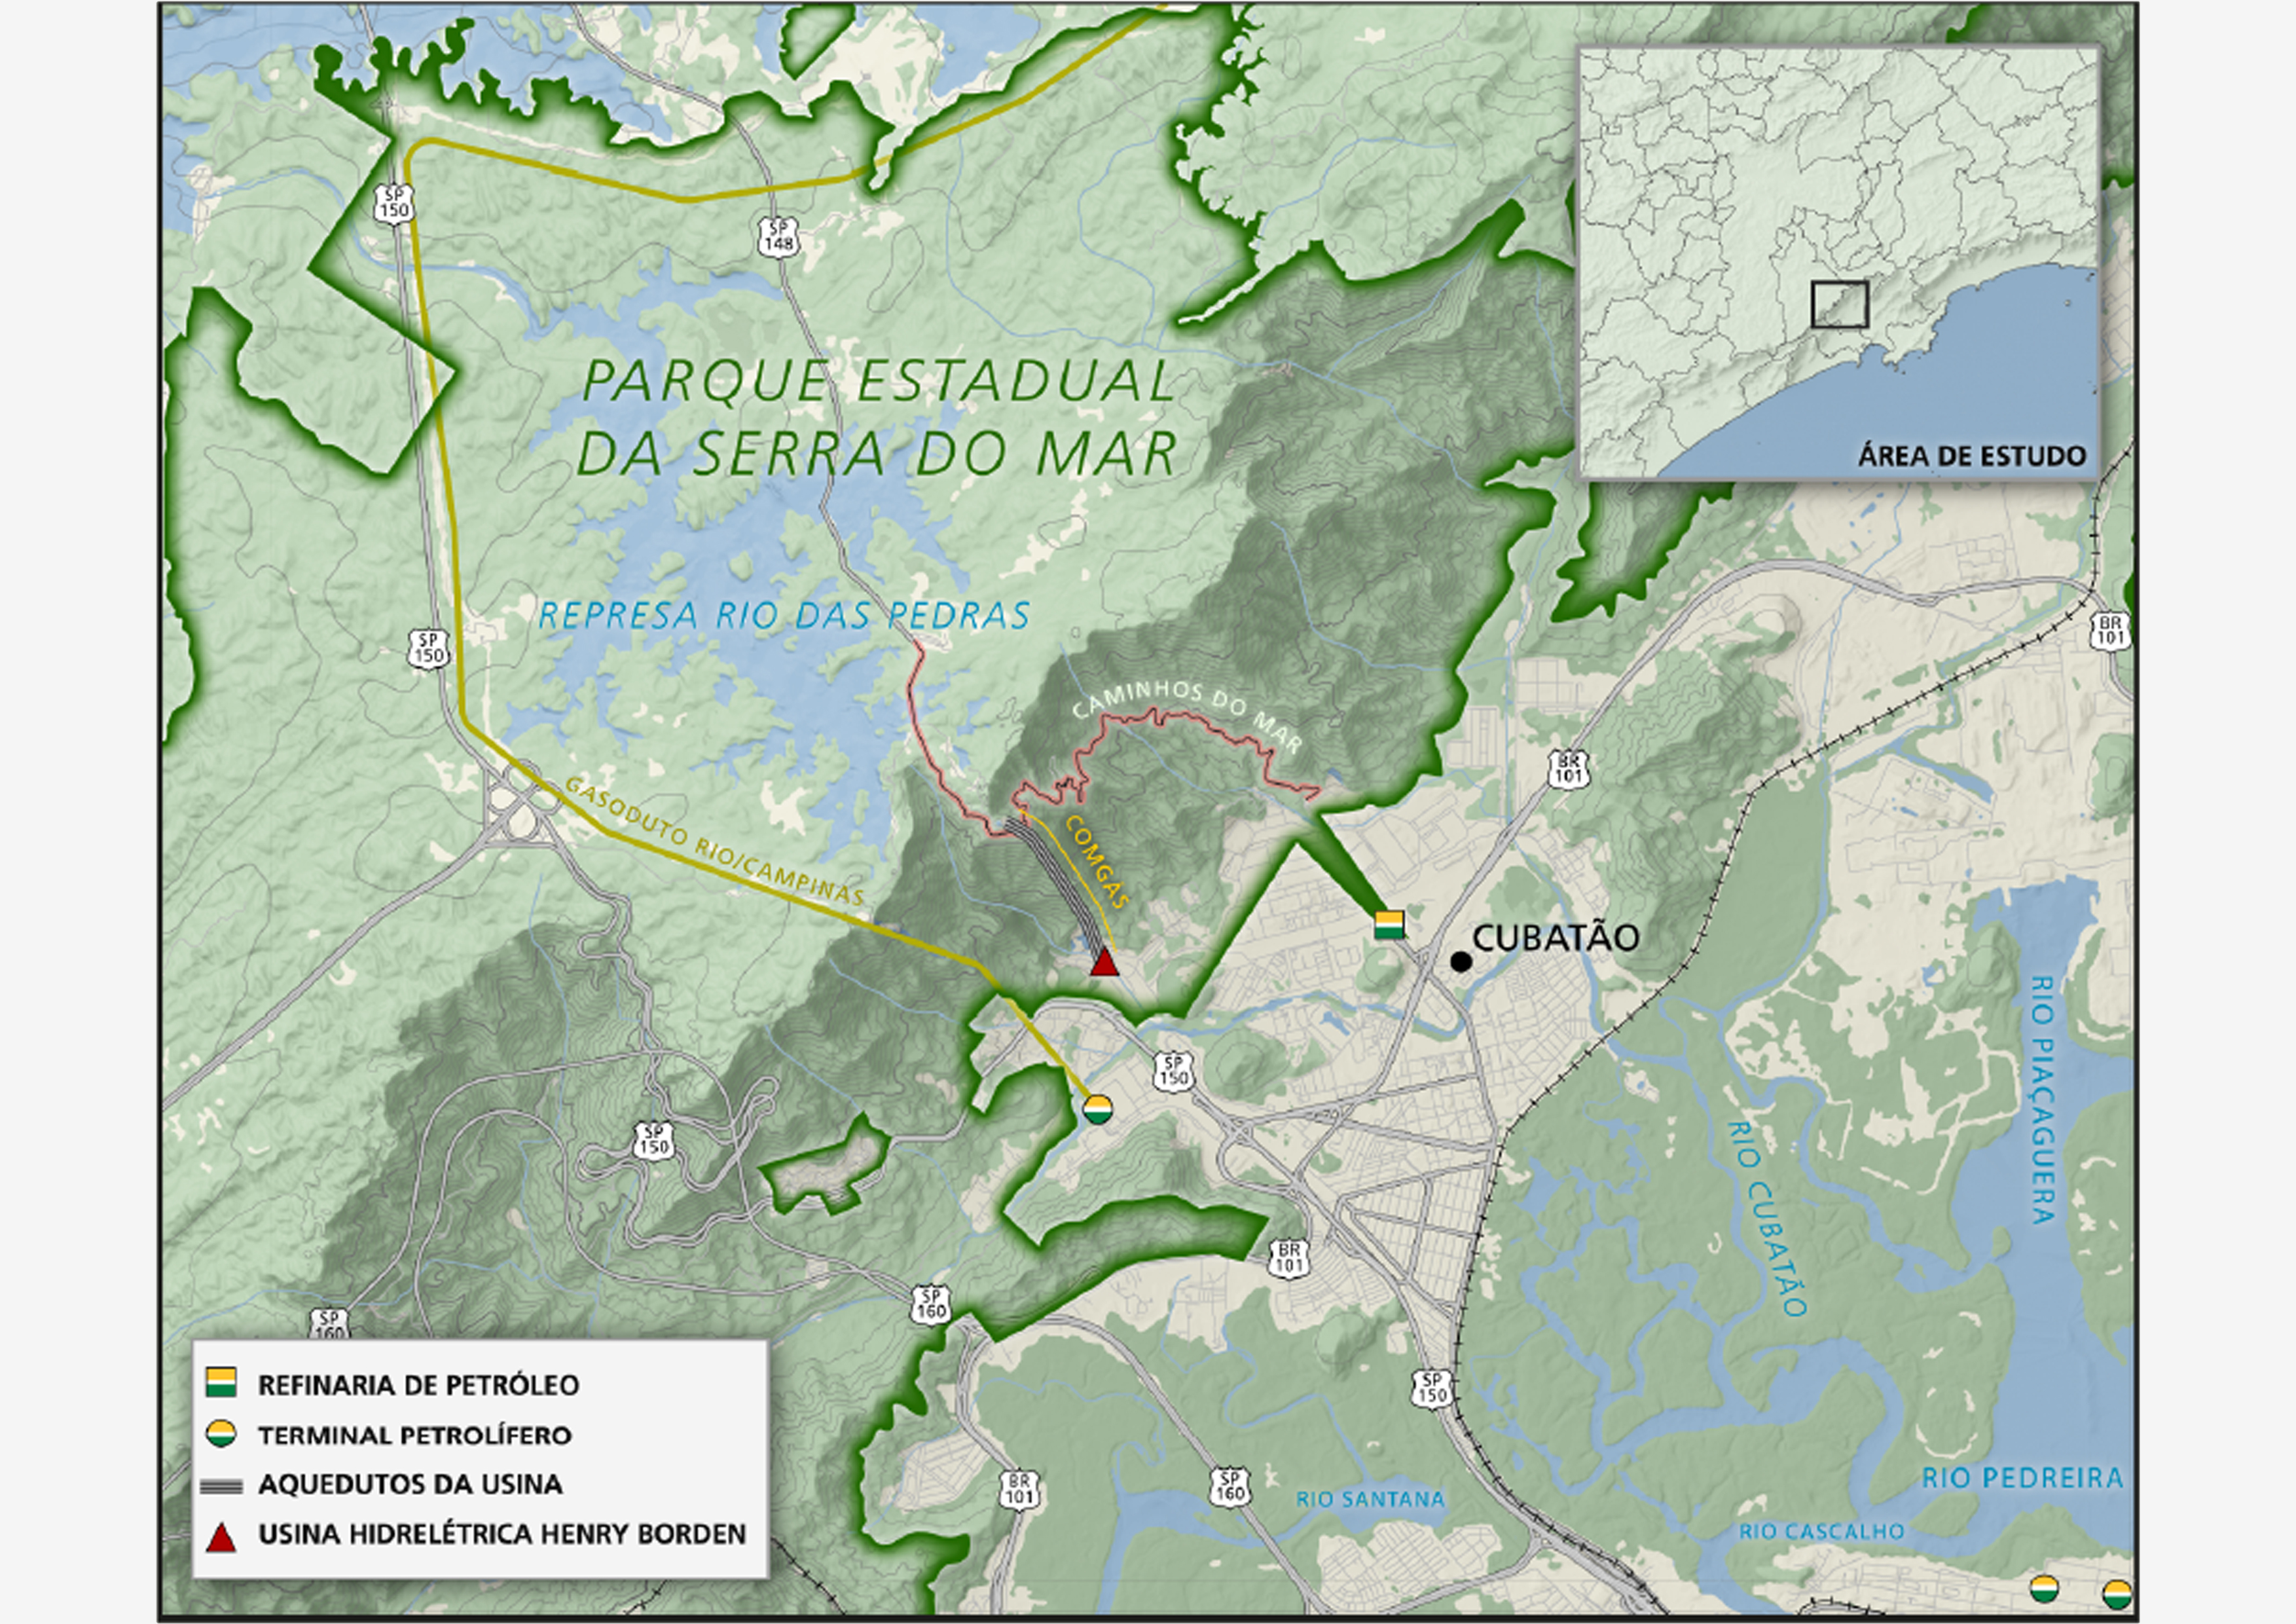 SP
150
SP
148
PARQUE ESTADUAL
DA SERRA DO MAR
ÁREA DE ESTUDO
REPRESA RIO DAS PEDRAS
SP
150
BR
101
CAMINHOS DO MAR
BR
101
GASODUTO RIO/CAMPINAS
COMGÁS
CUBATÃO
RIO PIAÇAGUERA
SP
150
SP
150
RIO CUBATÃO
BR
101
SP
160
SP
160
SP
150
REFINARIA DE PETRÓLEO
TERMINAL PETROLÍFERO
AQUEDUTOS DA USINA
USINA HIDRELÉTRICA HENRY BORDEN
BR
101
SP
160
RIO SANTANA
RIO PEDREIRA
RIO CASCALHO